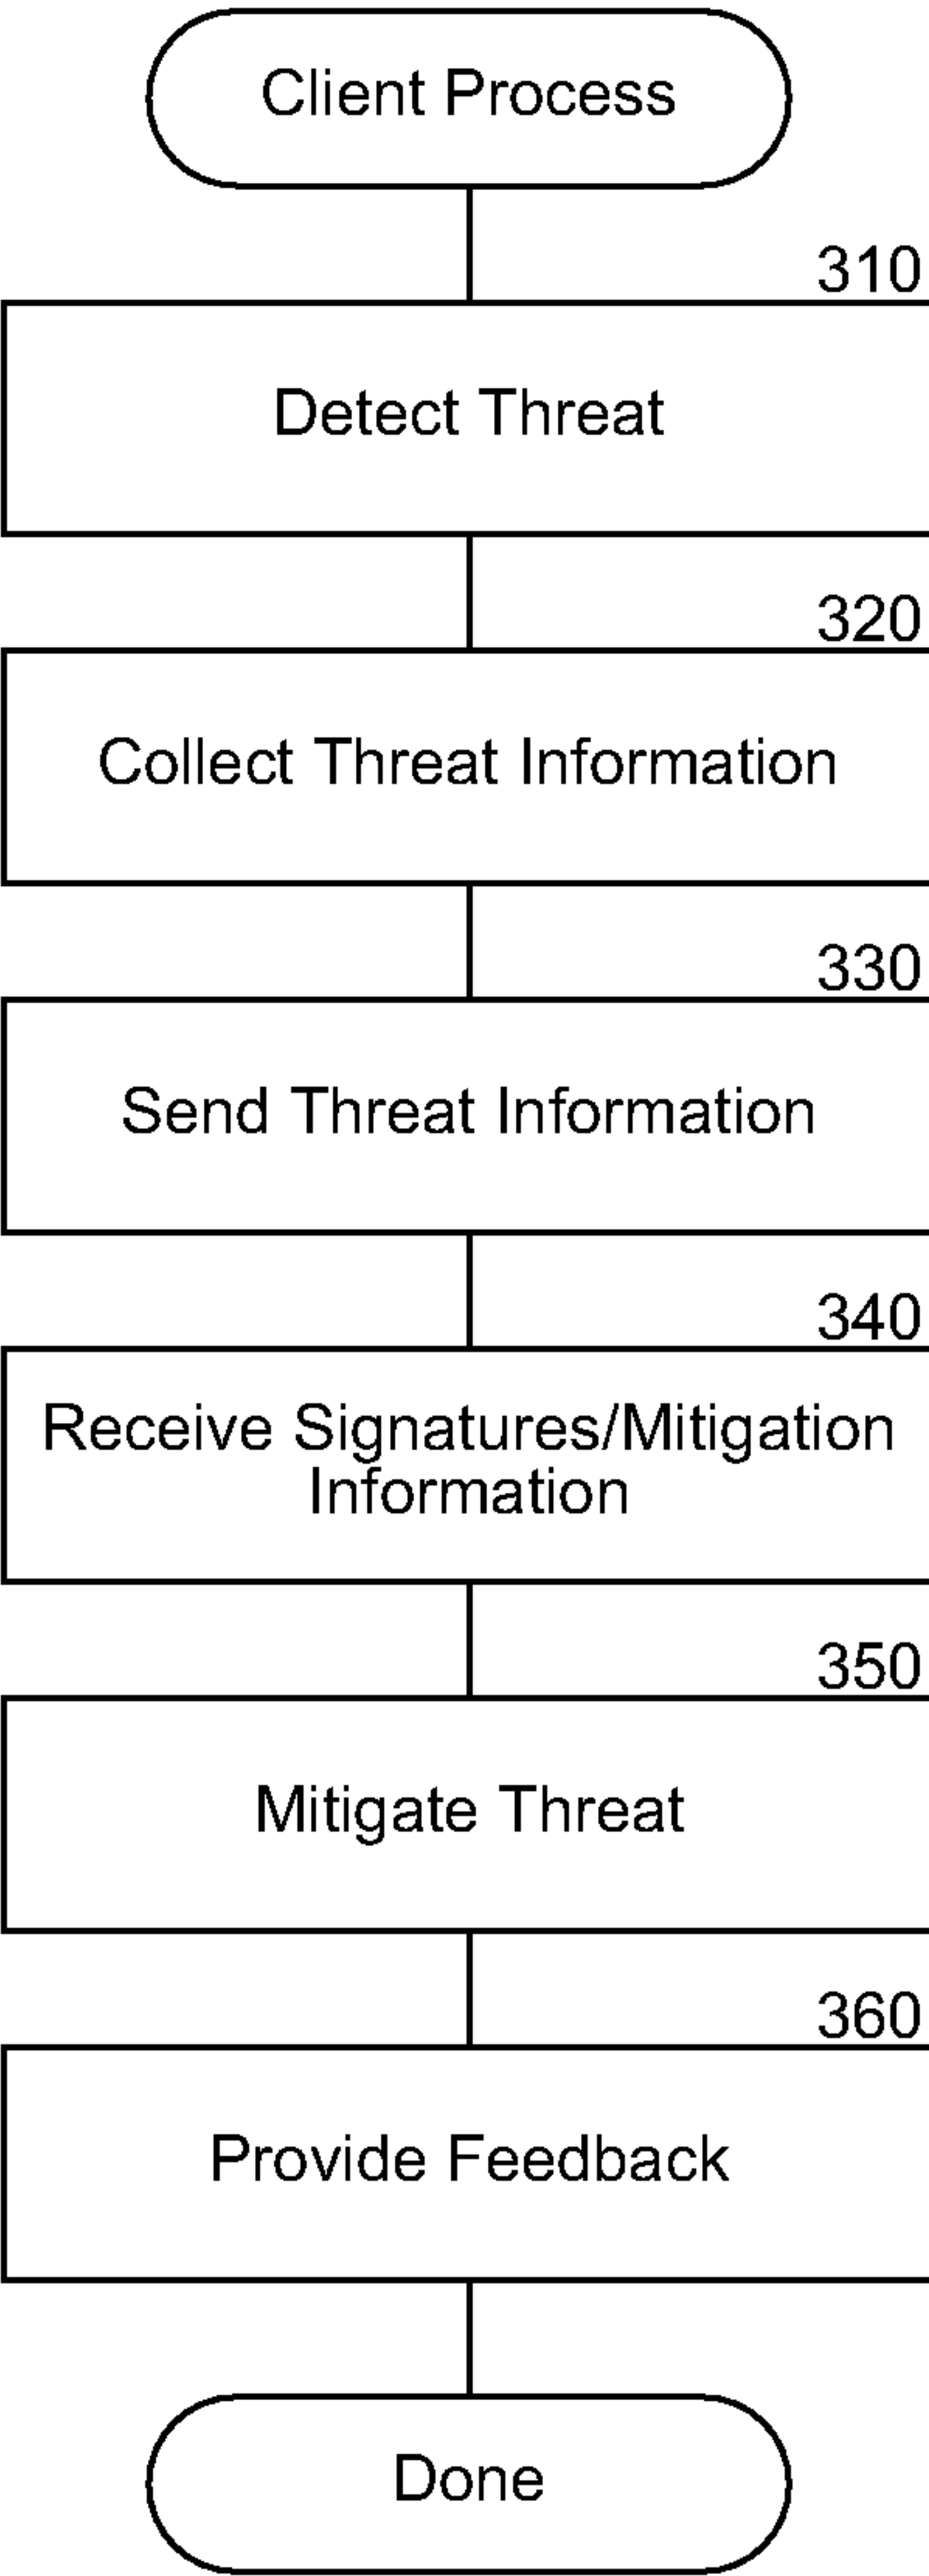 Client Process
310
Detect Threat
320
Collect Threat Information
330
Send Threat Information
340
Receive Signatures/Mitigation
Information
350
Mitigate Threat
360
Provide Feedback
Done